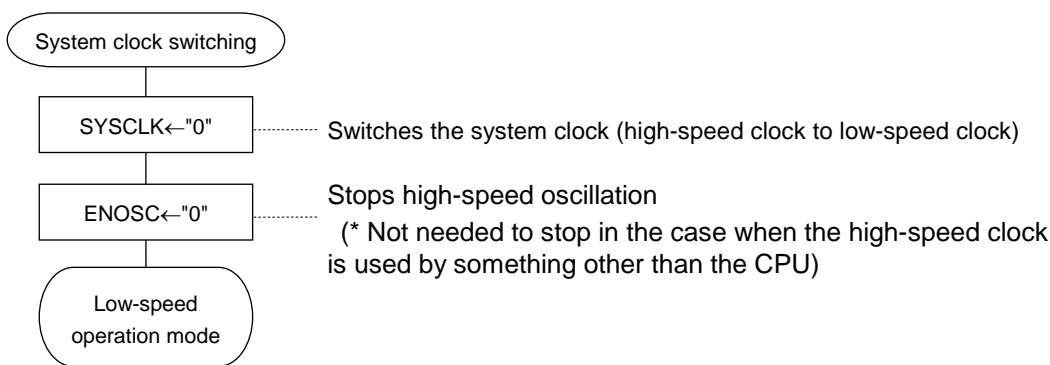 System clock switching
SYSCLK←"0"
Switches the system clock (high-speed clock to low-speed clock)
ENOSC←"0"
Stops high-speed oscillation
(* Not needed to stop in the case when the high-speed clock
is used by something other than the CPU)
Low-speed
operation mode